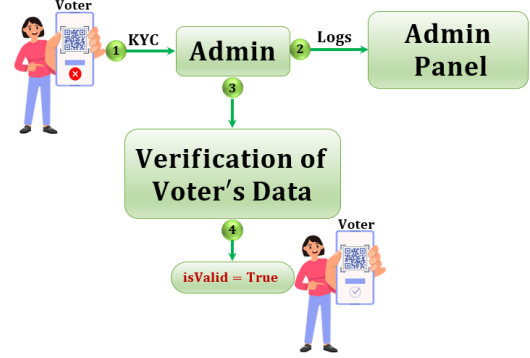 Voter
1
KYC
Admin
2
Logs
Admin
Panel
3
Verification of
Voter's Data
4
isValid = True
Voter